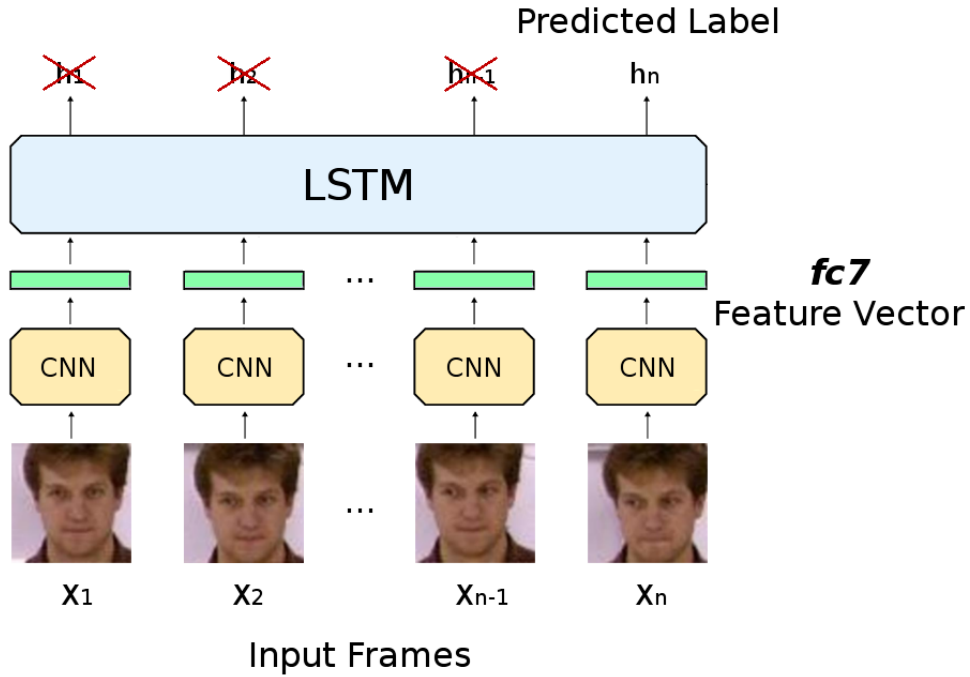 Predicted Label
h1 h2 hn-1 hn
LSTM
... fc7
Feature Vector
CNN CNN ... CNN CNN
...
x1 x2 xn-1 xn
Input Frames